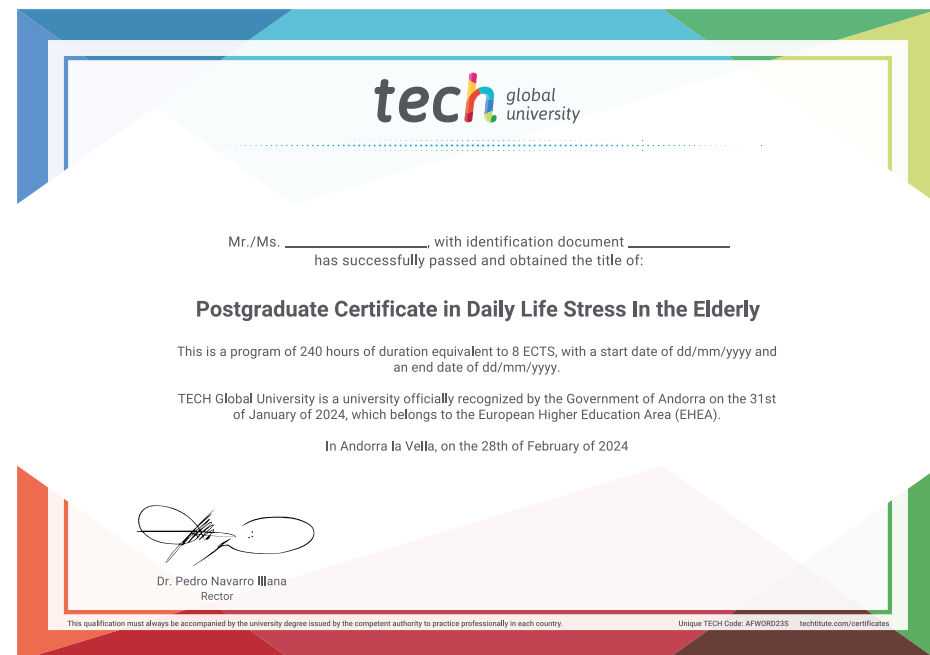 tech global university
Mr./Ms. ____________, with identification document ____________
has successfully passed and obtained the title of:
Postgraduate Certificate in Daily Life Stress In the Elderly
This is a program of 240 hours of duration equivalent to 8 ECTS, with a start date of dd/mm/yyyy and
an end date of dd/mm/yyyy.
TECH Global University is a university officially recognized by the Government of Andorra on the 31st
of January of 2024, which belongs to the European Higher Education Area (EHEA).
In Andorra la Vella, on the 28th of February of 2024
Dr. Pedro Navarro Illana
Rector
This qualification must always be accompanied by the university degree issued by the competent authority to practice professionally in each country.
Unique TECH Code: AFWORD23S techtitute.com/certificates